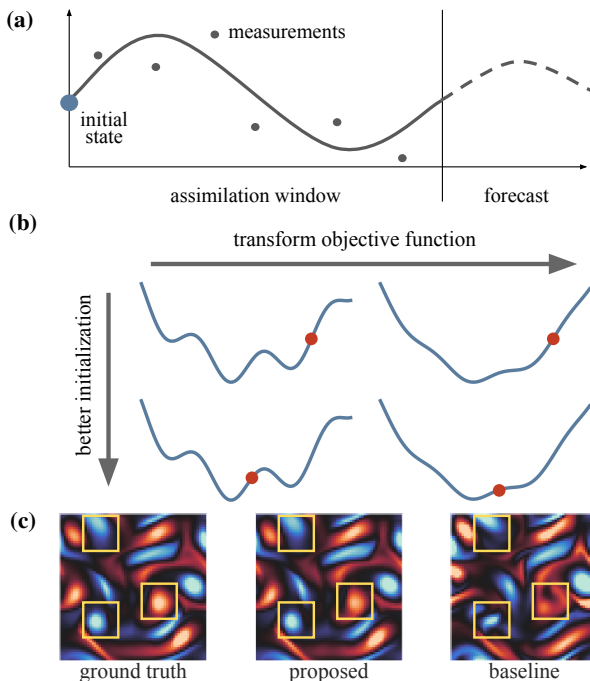 (a)
measurements
initial
state
assimilation window
forecast
(b)
transform objective function
better initialization
(c)
ground truth
proposed
baseline